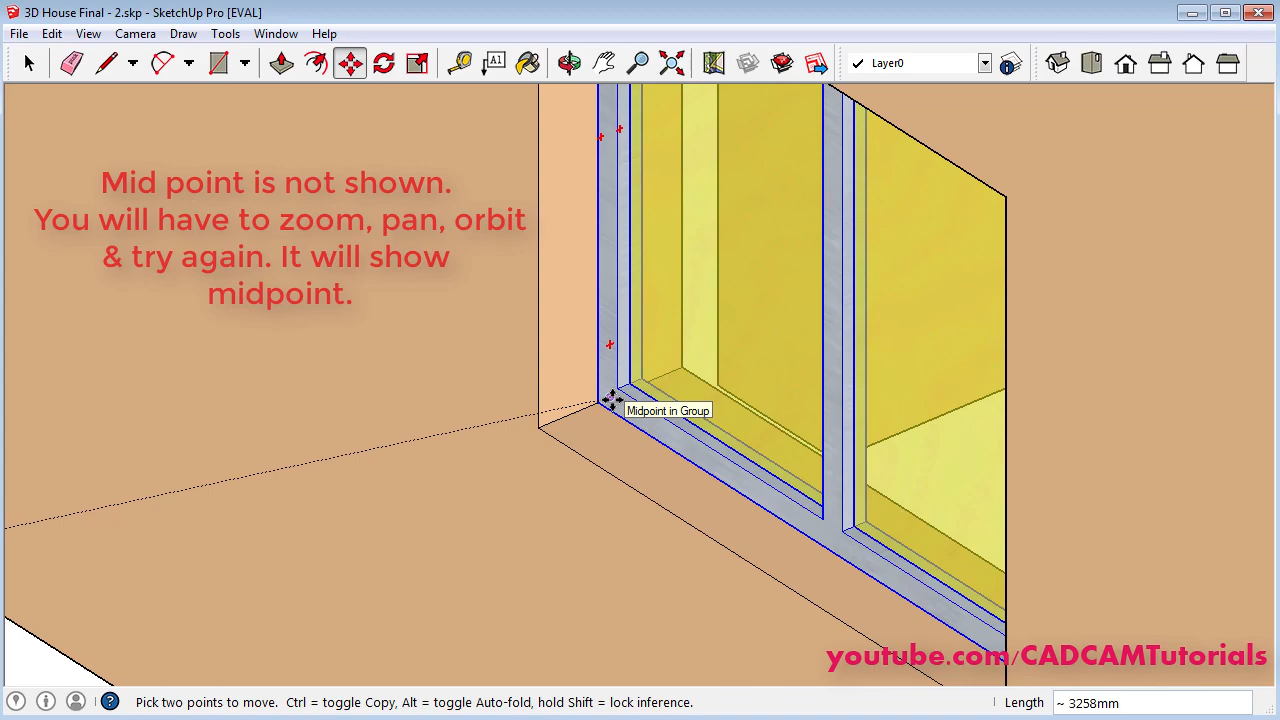 3D House Final - 2.skp - SketchUp Pro [EVAL]
File Edit View Camera Draw Tools Window Help
A1
Layer0
Mid point is not shown.
You will have to zoom, pan, orbit
& try again. It will show
midpoint.
Midpoint in Group
youtube.com/CADCAMTutorials
Pick two points to move. Ctrl = toggle Copy, Alt = toggle Auto-fold, hold Shift = lock inference.
Length ~ 3258mm